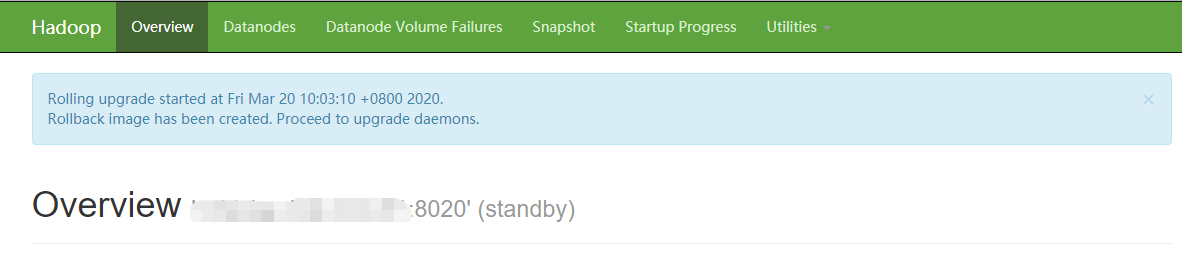 Hadoop Overview Datanodes Datanode Volume Failures Snapshot Startup Progress Utilities
Rolling upgrade started at Fri Mar 20 10:03:10 +0800 2020.
Rollback image has been created. Proceed to upgrade daemons.
Overview :8020' (standby)